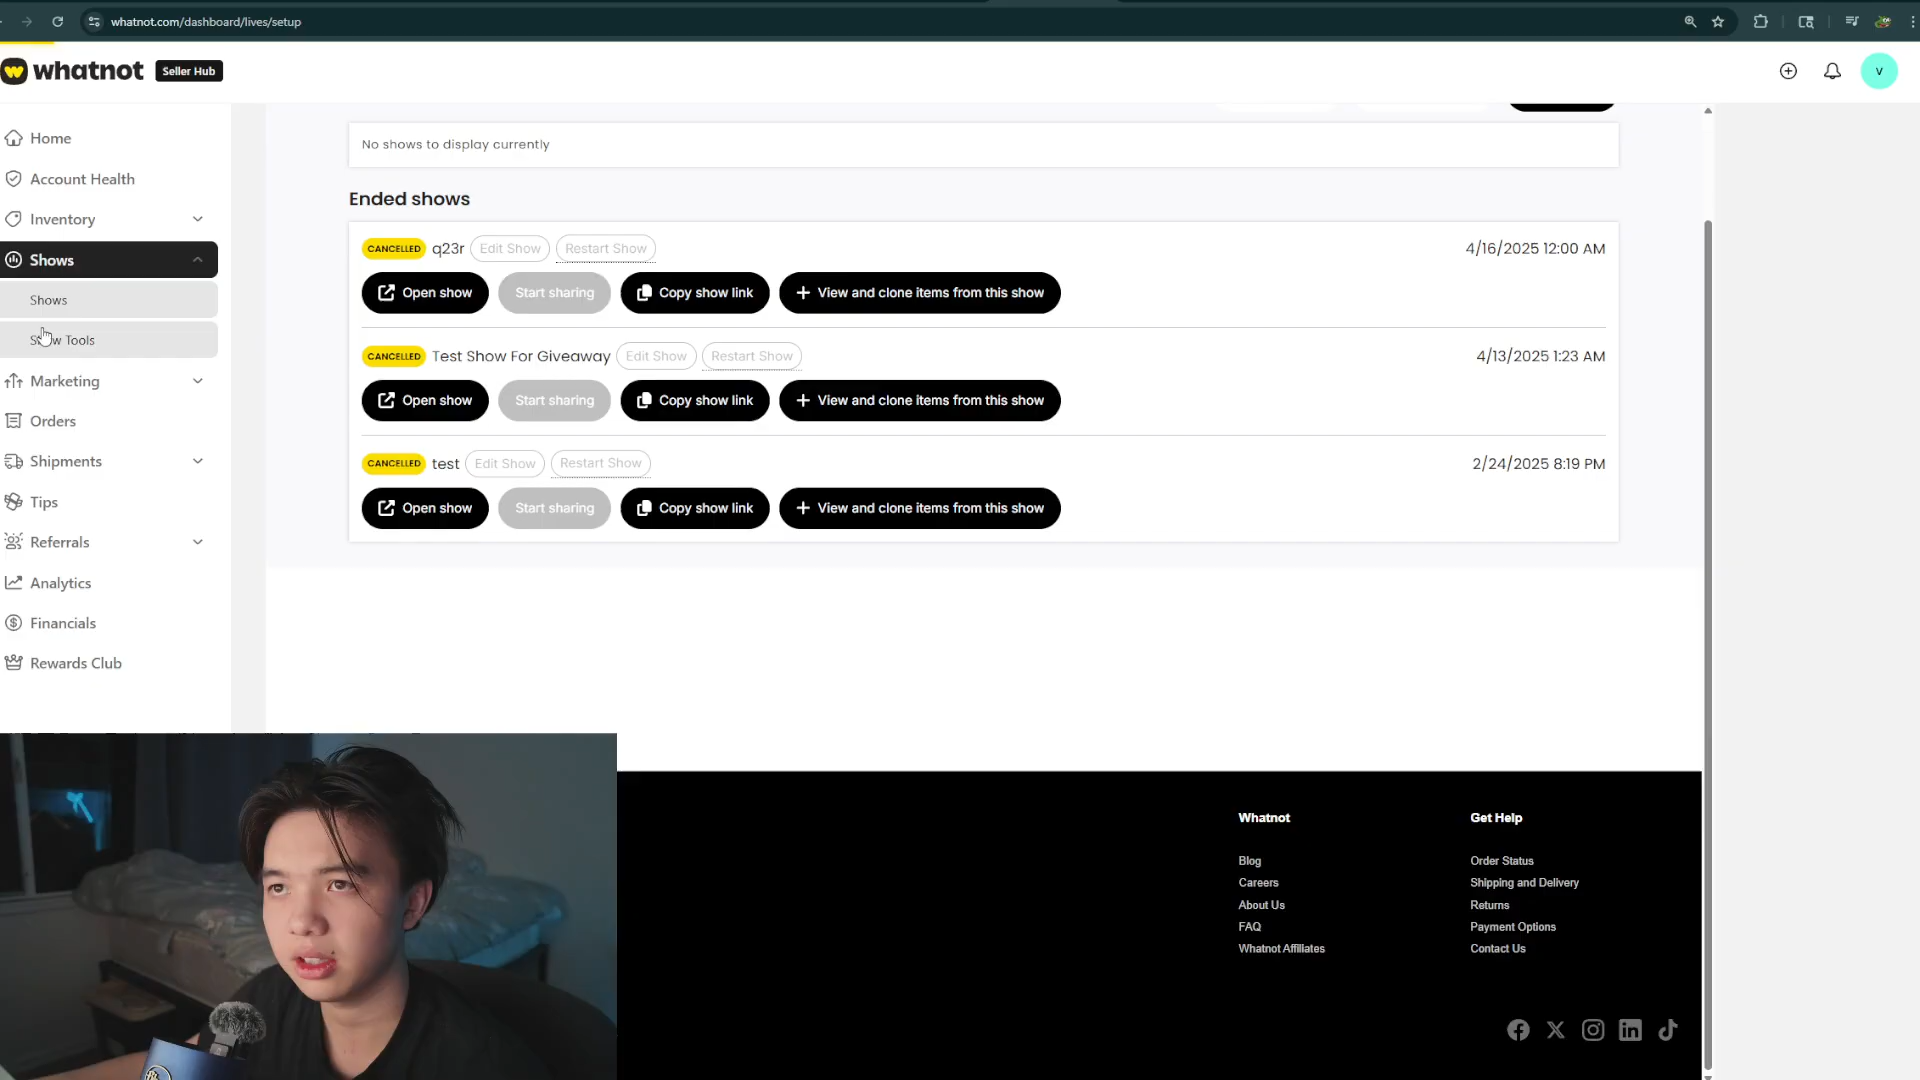 whatnot.com/dashboard/lives/setup
whatnot Seller Hub
V
Home
Account Health
Inventory
Shows
Shows
Show Tools
Marketing
Orders
Shipments
Tips
Referrals
Analytics
Financials
Rewards Club
No shows to display currently
Ended shows
CANCELLED q23r Edit Show Restart Show 4/16/2025 12:00 AM
Open show Start sharing Copy show link + View and clone items from this show
CANCELLED Test Show For Giveaway Edit Show Restart Show 4/13/2025 1:23 AM
Open show Start sharing Copy show link + View and clone items from this show
CANCELLED test Edit Show Restart Show 2/24/2025 8:19 PM
Open show Start sharing Copy show link + View and clone items from this show
Whatnot
Blog
Careers
About Us
FAQ
Whatnot Affiliates
Get Help
Order Status
Shipping and Delivery
Returns
Payment Options
Contact Us